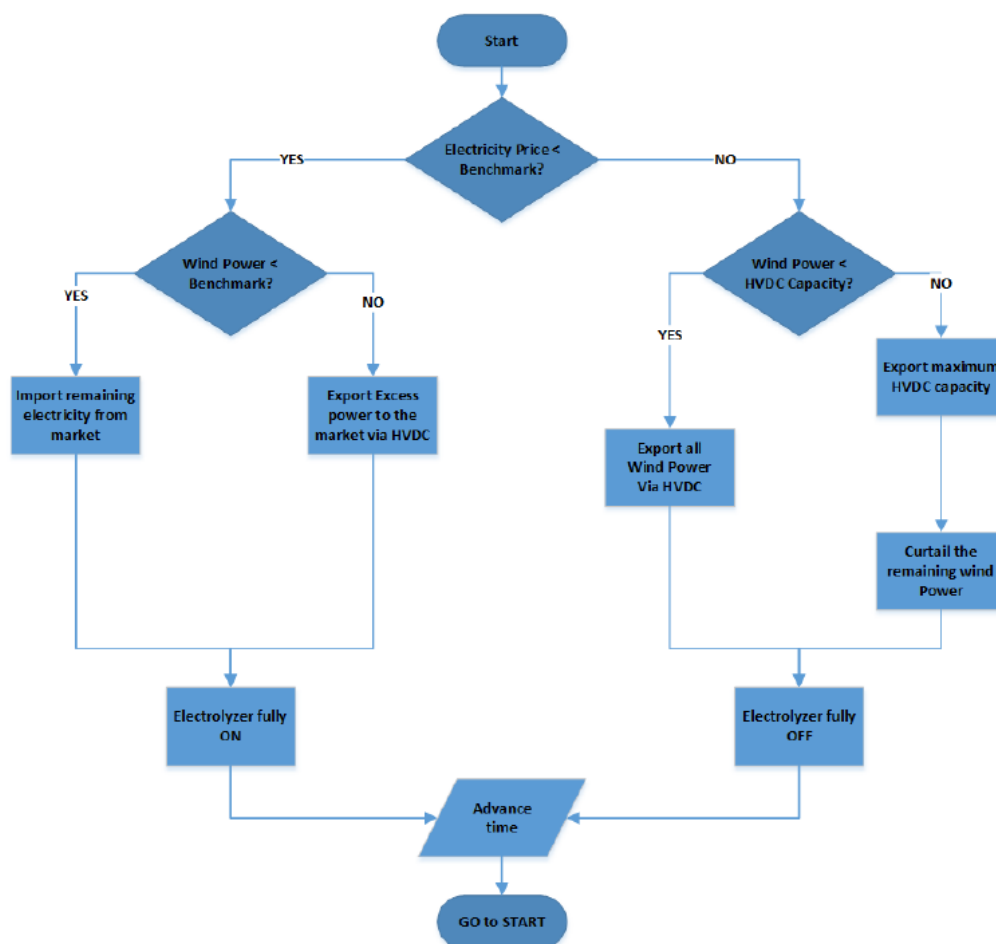 Start
Electricity Price <
Benchmark?
YES
NO
Wind Power <
Benchmark?
Wind Power <
HVDC Capacity?
YES
NO
YES
NO
Import remaining
electricity from
market
Export Excess
power to the
market via HVDC
Export all
Wind Power
Via HVDC
Export maximum
HVDC capacity
Curtail the
remaining wind
Power
Electrolyzer fully
ON
Electrolyzer fully
OFF
Advance
time
GO to START